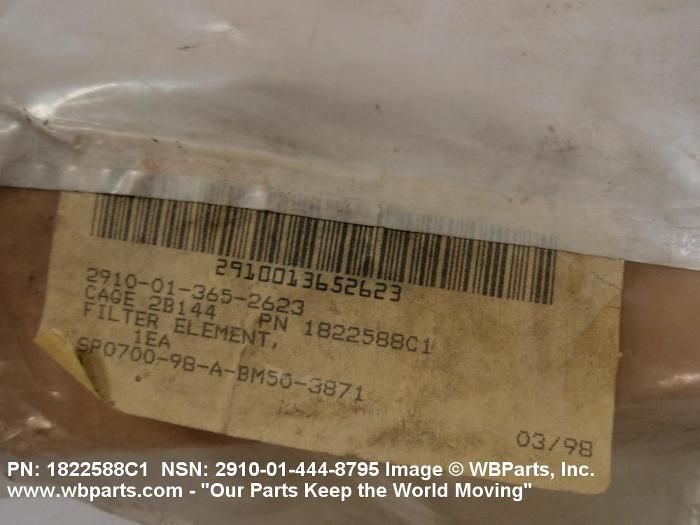 2910013652623
2910-01-365-2623
CAGE 2B144 PN 1822588C1
FILTER ELEMENT,
1EA
SP0700-98-A-BM50-3871
03/98
PN: 1822588C1 NSN: 2910-01-444-8795 Image © WBParts, Inc.
www.wbparts.com - "Our Parts Keep the World Moving"